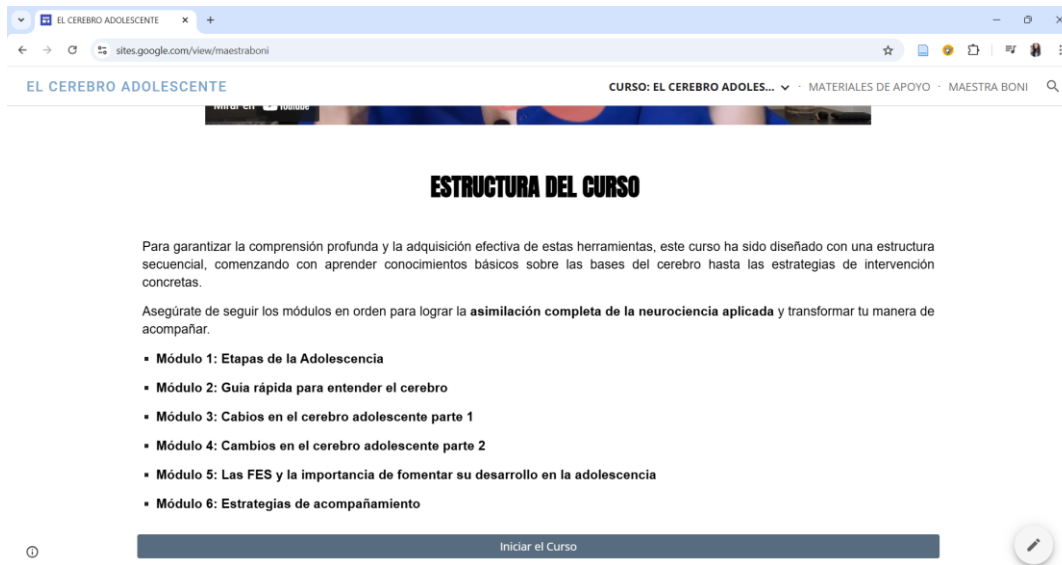 EL CEREBRO ADOLESCENTE
sites.google.com/view/maestraboni
EL CEREBRO ADOLESCENTE
CURSO: EL CEREBRO ADOLES... · MATERIALES DE APOYO · MAESTRA BONI
Mirar en YouTube
ESTRUCTURA DEL CURSO
Para garantizar la comprensión profunda y la adquisición efectiva de estas herramientas, este curso ha sido diseñado con una estructura
secuencial, comenzando con aprender conocimientos básicos sobre las bases del cerebro hasta las estrategias de intervención
concretas.
Asegúrate de seguir los módulos en orden para lograr la asimilación completa de la neurociencia aplicada y transformar tu manera de
acompañar.
▪ Módulo 1: Etapas de la Adolescencia
▪ Módulo 2: Guía rápida para entender el cerebro
▪ Módulo 3: Cabios en el cerebro adolescente parte 1
▪ Módulo 4: Cambios en el cerebro adolescente parte 2
▪ Módulo 5: Las FES y la importancia de fomentar su desarrollo en la adolescencia
▪ Módulo 6: Estrategias de acompañamiento
Iniciar el Curso